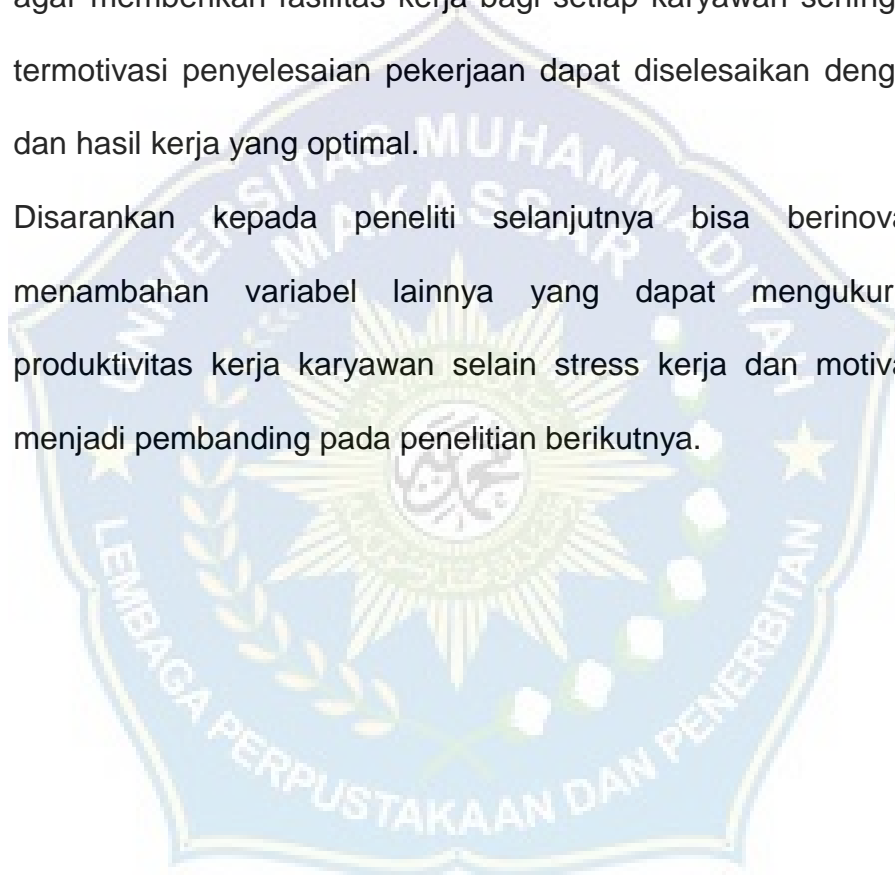 agar memberikan fasilitas kerja bagi setiap karyawan sehing
termotivasi penyelesaian pekerjaan dapat diselesaikan deng
dan hasil kerja yang optimal.
Disarankan kepada peneliti selanjutnya bisa berinova
menambahan variabel lainnya yang dapat mengukur
produktivitas kerja karyawan selain stress kerja dan motiva
menjadi pembanding pada penelitian berikutnya.
UNIVERSITAS MUHAMMADIYAH
MAKASSAR
LEMBAGA PERPUSTAKAAN DAN PENERBITAN